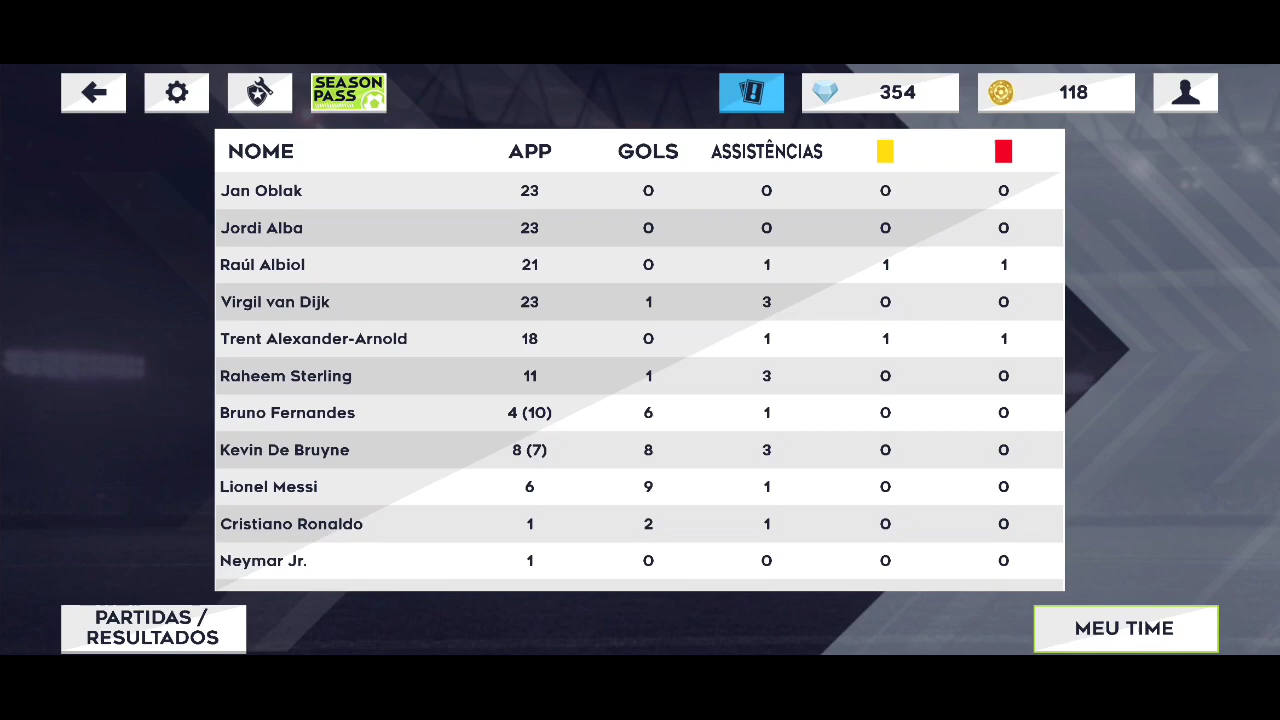 SEASON
PASS
354
118
NOME APP GOLS ASSISTÊNCIAS
Jan Oblak 23 0 0 0 0
Jordi Alba 23 0 0 0 0
Raúl Albiol 21 0 1 1 1
Virgil van Dijk 23 1 3 0 0
Trent Alexander-Arnold 18 0 1 1 1
Raheem Sterling 11 1 3 0 0
Bruno Fernandes 4 (10) 6 1 0 0
Kevin De Bruyne 8 (7) 8 3 0 0
Lionel Messi 6 9 1 0 0
Cristiano Ronaldo 1 2 1 0 0
Neymar Jr. 1 0 0 0 0
PARTIDAS /
RESULTADOS
MEU TIME